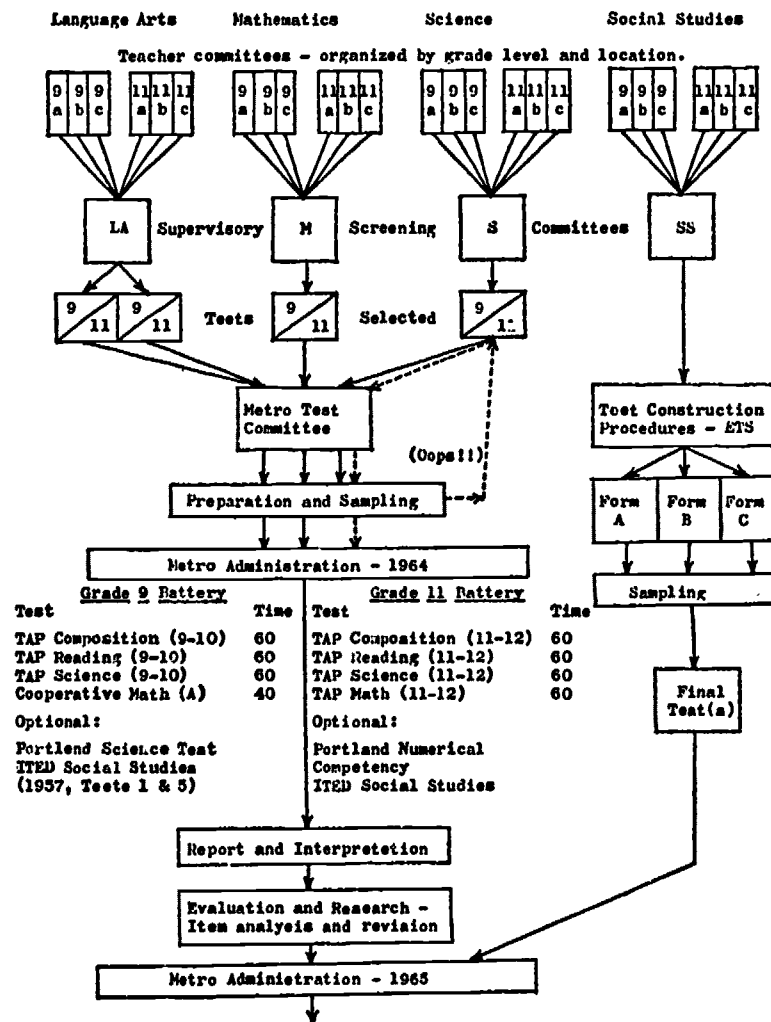 Language Arts Mathematics Science Social Studies
Teacher committees - organized by grade level and location.
9 9 9 11 11 11 9 9 9 11 11 11 9 9 9 11 11 11 9 9 9 11 11 11
a b c a b c a b c a b c a b c a b c a b c a b c
LA Supervisory M Screening S Committees SS
9 9 9 9
11 11 Teets 11 Selected 11
Metro Test
Committee
Toet Construction
Procedures - ETS
(Oops!!)
Preparation and Sampling
Form Form Form
A B C
Metro Administration - 1964
Sampling
Grade 9 Battery Grade 11 Battery
Test Time Test Time
TAP Composition (9-10) 60 TAP Composition (11-12) 60
TAP Reading (9-10) 60 TAP Reading (11-12) 60
TAP Science (9-10) 60 TAP Science (11-12) 60
Cooperative Math (A) 40 TAP Math (11-12) 60
Final
Teat(a)
Optional: Optional:
Portlend Science Test Portland Numerical
ITED Social Studies Competency
(1957, Teete 1 & 5) ITED Social Studies
Report and Interpretetion
Evaluation and Research -
Item analysis and revision
Metro Administration - 1965